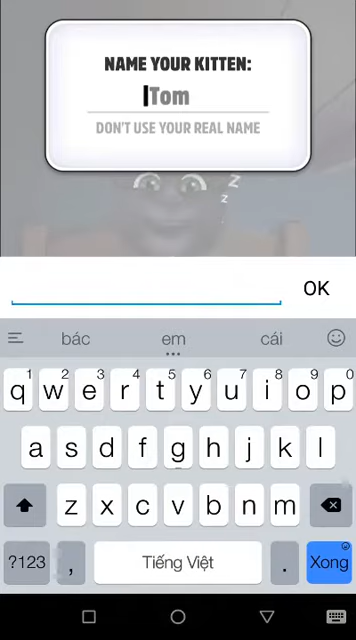 NAME YOUR KITTEN:
Tom
DON'T USE YOUR REAL NAME
z
z
OK
bác em cái
1 2 3 4 5 6 7 8 9 0
q w e r t y u i o p
a s d f g h j k l
z x c v b n m
?123 , Tiếng Việt . Xong